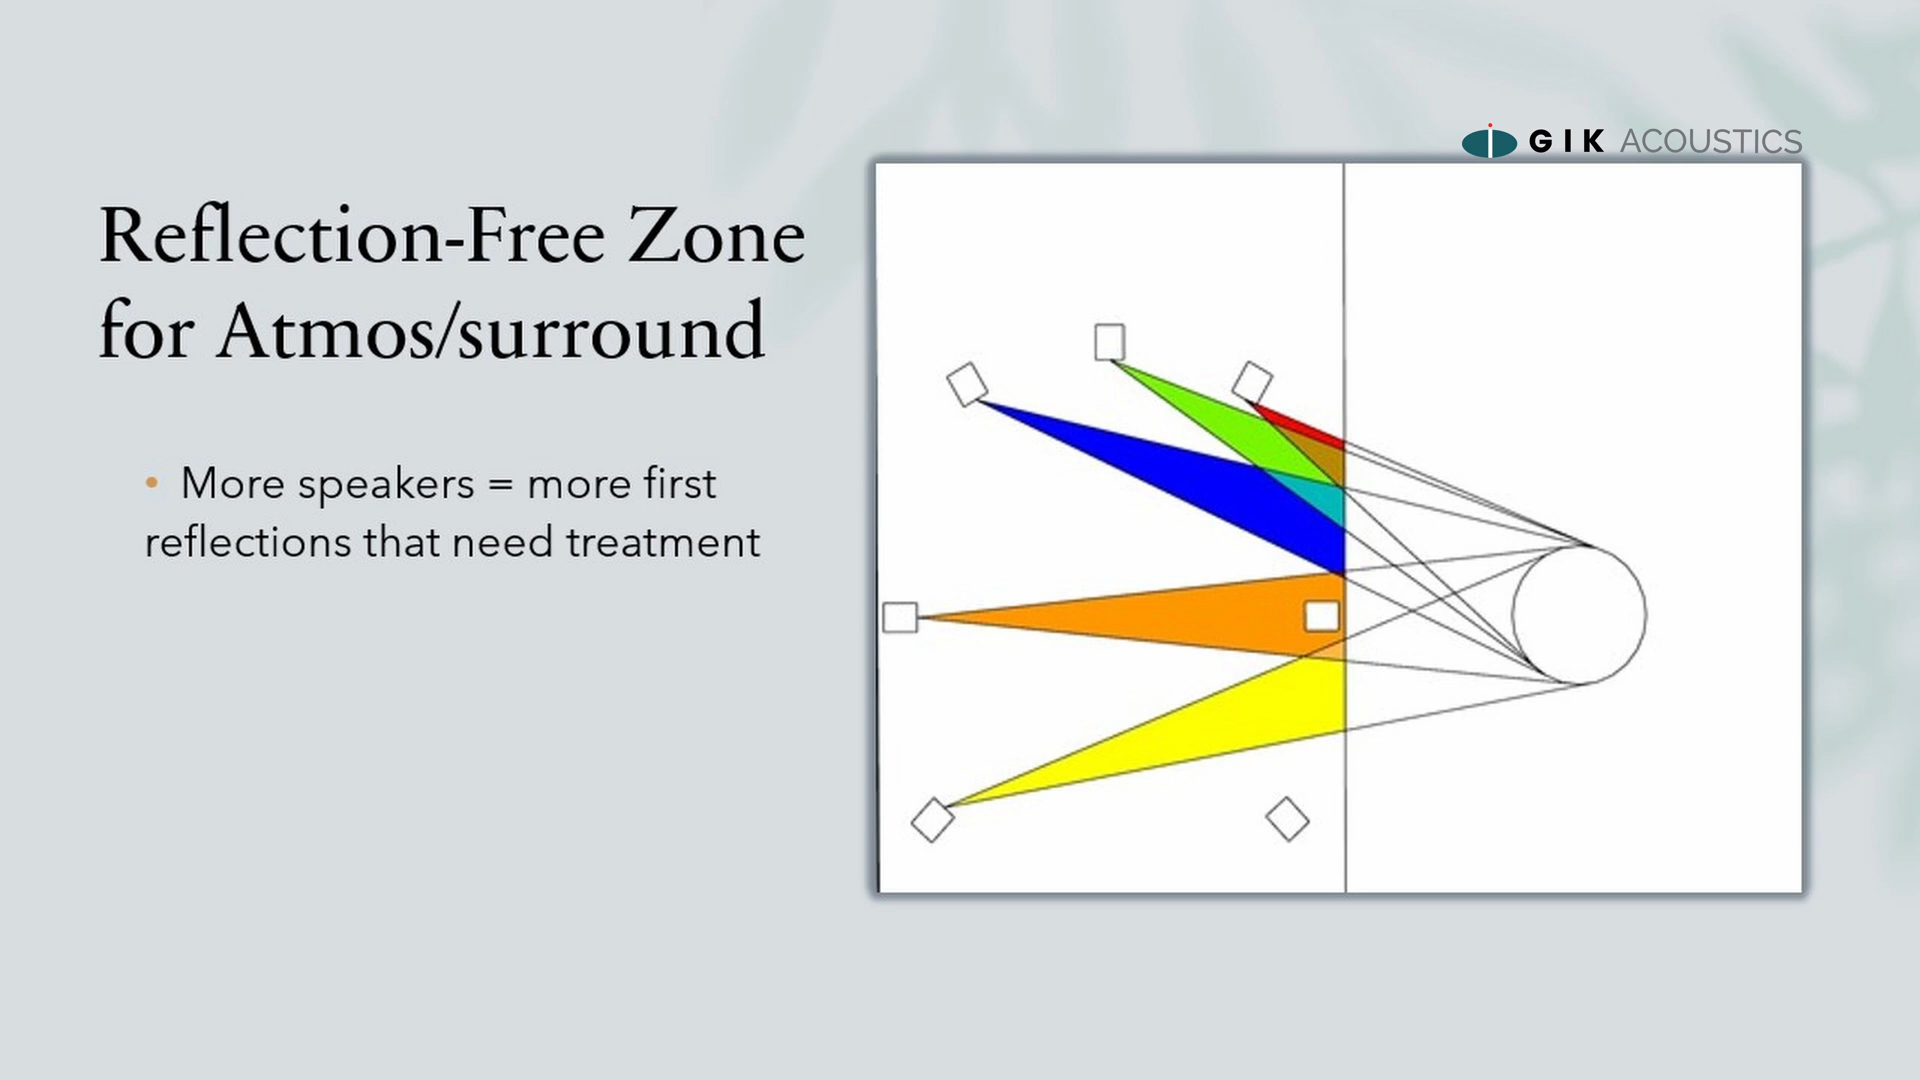 GIK ACOUSTICS
Reflection-Free Zone
for Atmos/surround
• More speakers = more first
reflections that need treatment